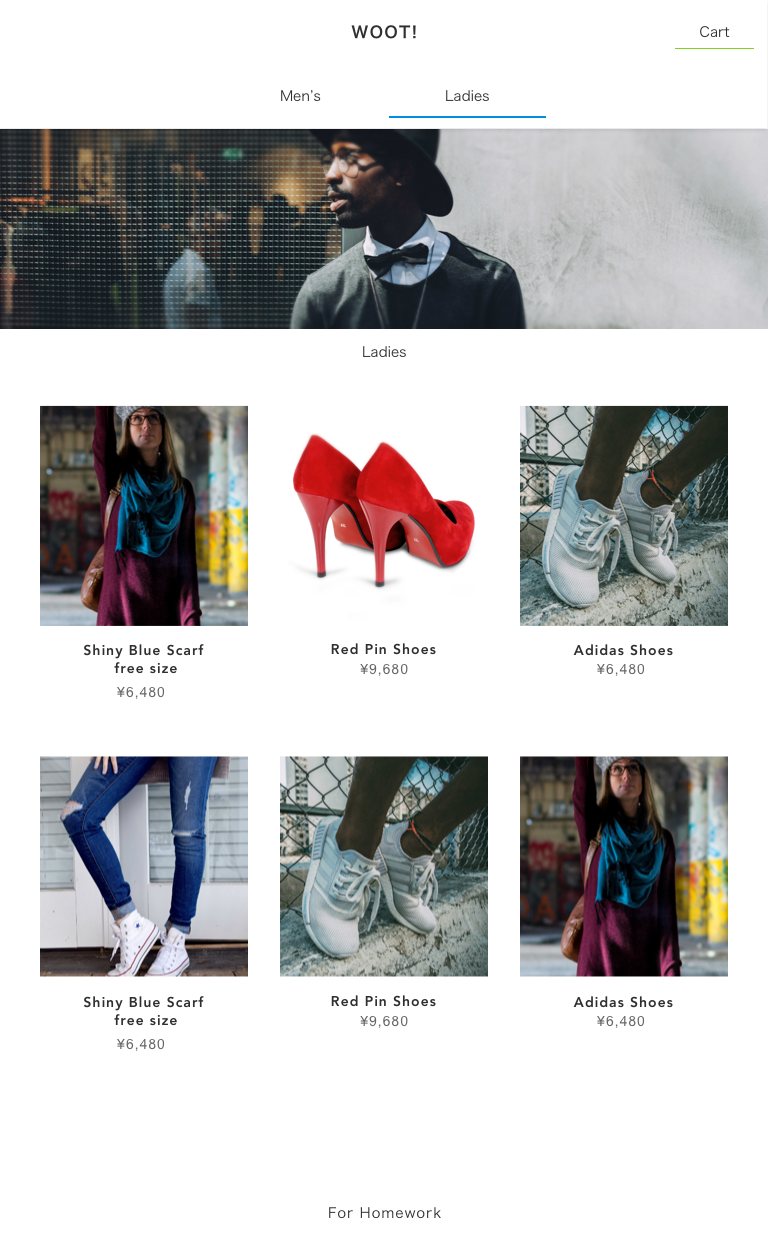 WOOT!
Cart
Men's
Ladies
Ladies
Shiny Blue Scarf
free size
¥6,480
Red Pin Shoes
¥9,680
Adidas Shoes
¥6,480
Shiny Blue Scarf
free size
¥6,480
Red Pin Shoes
¥9,680
Adidas Shoes
¥6,480
For Homework